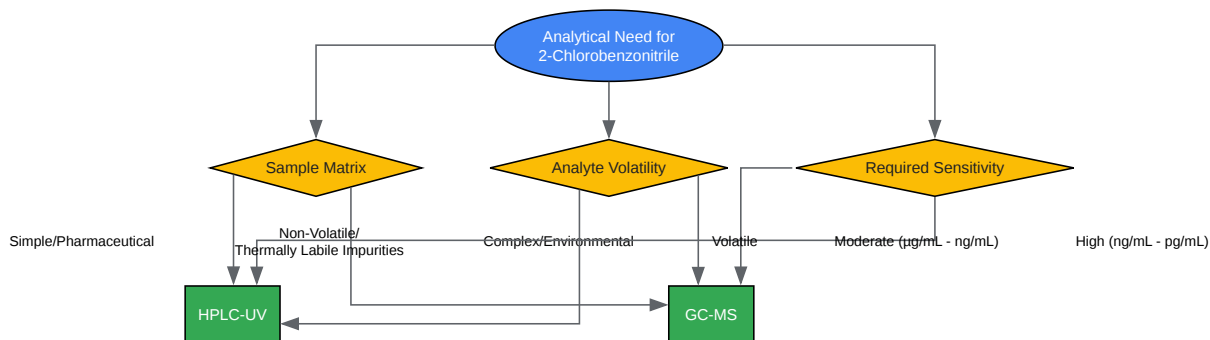 Analytical Need for
2-Chlorobenzonitrile
Sample Matrix
Analyte Volatility
Required Sensitivity
Simple/Pharmaceutical
Non-Volatile/
Thermally Labile Impurities
Complex/Environmental
Volatile
Moderate (µg/mL - ng/mL)
High (ng/mL - pg/mL)
HPLC-UV
GC-MS